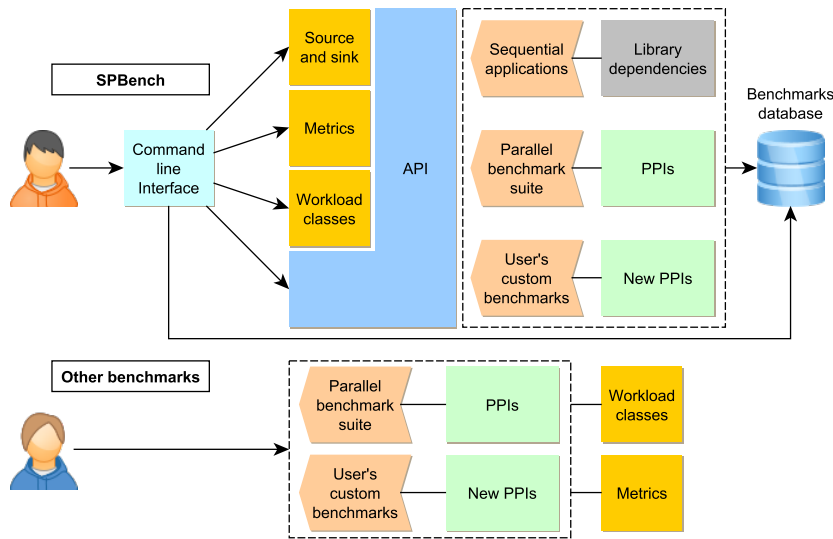 SPBench
Command
line
Interface
Source
and sink
Metrics
Workload
classes
API
Sequential
applications
Library
dependencies
Parallel
benchmark
suite
PPIs
User's
custom
benchmarks
New PPIs
Benchmarks
database
Other benchmarks
Parallel
benchmark
suite
PPIs
Workload
classes
User's
custom
benchmarks
New PPIs
Metrics